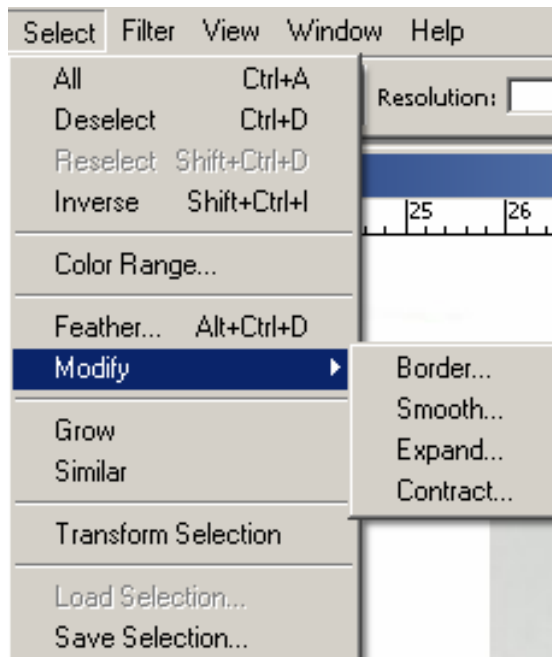 Select Filter View Window Help
All Ctrl+A
Resolution:
Deselect Ctrl+D
Reselect Shift+Ctrl+D
Inverse Shift+Ctrl+I
25 26
Color Range...
Feather... Alt+Ctrl+D
Modify
Border...
Smooth...
Expand...
Contract...
Grow
Similar
Transform Selection
Load Selection...
Save Selection...